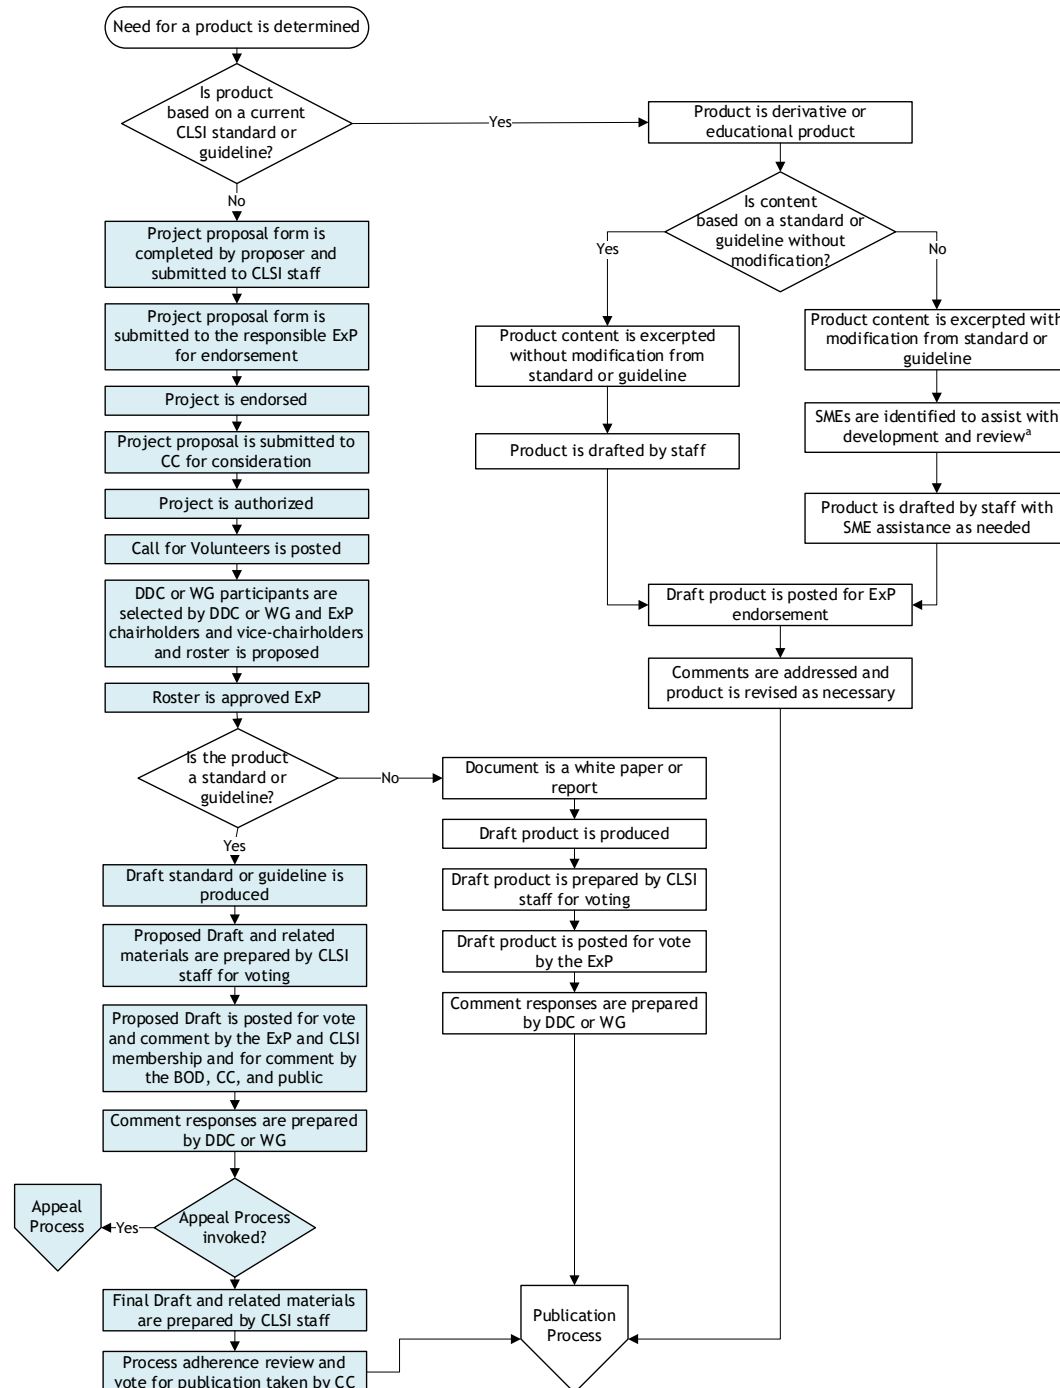 Need for a product is determined
Is product
based on a current
CLSI standard or
guideline?
Yes
Product is derivative or
educational product
No
Is content
based on a standard or
guideline without
modification?
Yes
No
Project proposal form is
completed by proposer and
submitted to CLSI staff
Project proposal form is
submitted to the responsible ExP
for endorsement
Project is endorsed
Project proposal is submitted to
CC for consideration
Project is authorized
Call for Volunteers is posted
DDC or WG participants are
selected by DDC or WG and ExP
chairholders and vice-chairholders
and roster is proposed
Roster is approved ExP
Product content is excerpted
without modification from
standard or guideline
Product is drafted by staff
Product content is excerpted with
modification from standard or
guideline
SMEs are identified to assist with
development and reviewᵃ
Product is drafted by staff with
SME assistance as needed
Draft product is posted for ExP
endorsement
Comments are addressed and
product is revised as necessary
Is the product
a standard or
guideline?
No
Document is a white paper or
report
Draft product is produced
Draft product is prepared by CLSI
staff for voting
Draft product is posted for vote
by the ExP
Comment responses are prepared
by DDC or WG
Yes
Draft standard or guideline is
produced
Proposed Draft and related
materials are prepared by CLSI
staff for voting
Proposed Draft is posted for vote
and comment by the ExP and CLSI
membership and for comment by
the BOD, CC, and public
Comment responses are prepared
by DDC or WG
Appeal Process
invoked?
Yes
Appeal
Process
Final Draft and related materials
are prepared by CLSI staff
Process adherence review and
vote for publication taken by CC
Publication
Process